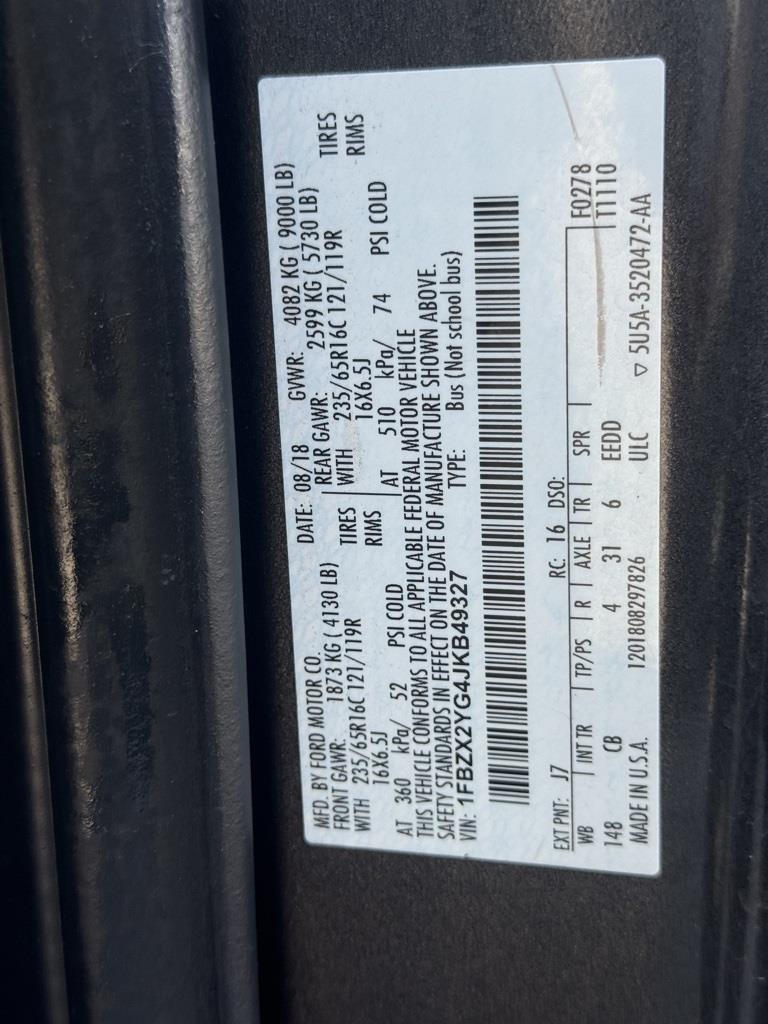 MFD. BY FORD MOTOR CO.
DATE: 08/18 GVWR: 4082 KG ( 9000 LB)
FRONT GAWR: 1873 KG ( 4130 LB)
REAR GAWR: 2599 KG ( 5730 LB)
WITH 235/65R16C 121/119R TIRES
WITH 235/65R16C 121/119R TIRES
16X6.5J RIMS
16X6.5J RIMS
AT 360 kPa/ 52 PSI COLD
AT 510 kPa/ 74 PSI COLD
THIS VEHICLE CONFORMS TO ALL APPLICABLE FEDERAL MOTOR VEHICLE
SAFETY STANDARDS IN EFFECT ON THE DATE OF MANUFACTURE SHOWN ABOVE.
VIN: 1FBZX2YG4JKB49327 TYPE: Bus (Not school bus)
EXT PNT: J7 RC: 16 DSO:
WB INT TR TP/PS R AXLE TR SPR F0278
148 CB 4 31 6 EEDD T1110
MADE IN U.S.A. 1201808297826 ULC ▽ 5U5A-3520472-AA